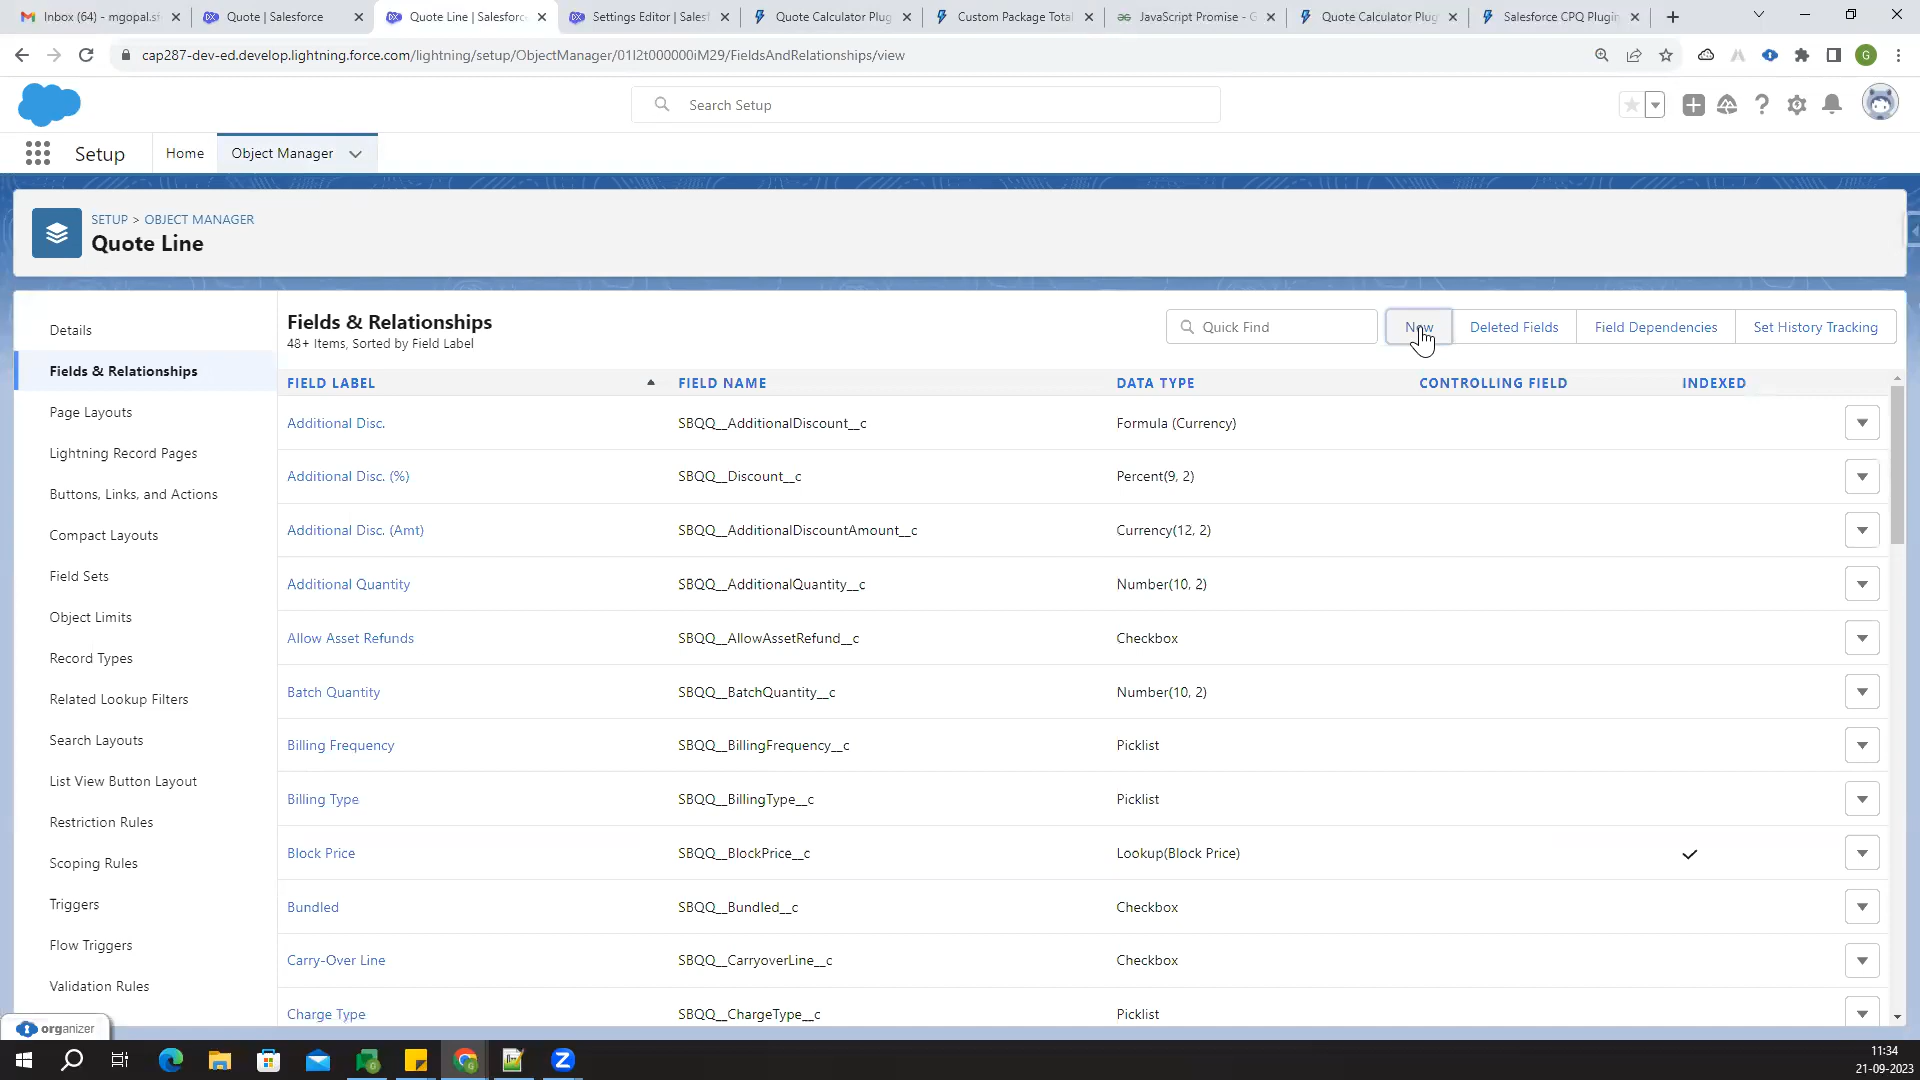 Inbox (64) - mgopal.sf
Quote | Salesforce
Quote Line | Salesforc
Settings Editor | Salesf
Quote Calculator Plug
Custom Package Total
JavaScript Promise - G
Quote Calculator Plug
Salesforce CPQ Plugin
cap287-dev-ed.develop.lightning.force.com/lightning/setup/ObjectManager/01I2t000000iM29/FieldsAndRelationships/view
G
Search Setup
Setup
Home
Object Manager
SETUP > OBJECT MANAGER
Quote Line
Details
Fields & Relationships
Page Layouts
Lightning Record Pages
Buttons, Links, and Actions
Compact Layouts
Field Sets
Object Limits
Record Types
Related Lookup Filters
Search Layouts
List View Button Layout
Restriction Rules
Scoping Rules
Triggers
Flow Triggers
Validation Rules
Fields & Relationships
48+ Items, Sorted by Field Label
Quick Find
New
Deleted Fields
Field Dependencies
Set History Tracking
FIELD LABEL FIELD NAME DATA TYPE CONTROLLING FIELD INDEXED
Additional Disc. SBQQ__AdditionalDiscount__c Formula (Currency)
Additional Disc. (%) SBQQ__Discount__c Percent(9, 2)
Additional Disc. (Amt) SBQQ__AdditionalDiscountAmount__c Currency(12, 2)
Additional Quantity SBQQ__AdditionalQuantity__c Number(10, 2)
Allow Asset Refunds SBQQ__AllowAssetRefund__c Checkbox
Batch Quantity SBQQ__BatchQuantity__c Number(10, 2)
Billing Frequency SBQQ__BillingFrequency__c Picklist
Billing Type SBQQ__BillingType__c Picklist
Block Price SBQQ__BlockPrice__c Lookup(Block Price)
Bundled SBQQ__Bundled__c Checkbox
Carry-Over Line SBQQ__CarryoverLine__c Checkbox
Charge Type SBQQ__ChargeType__c Picklist
organizer
11:34
21-09-2023